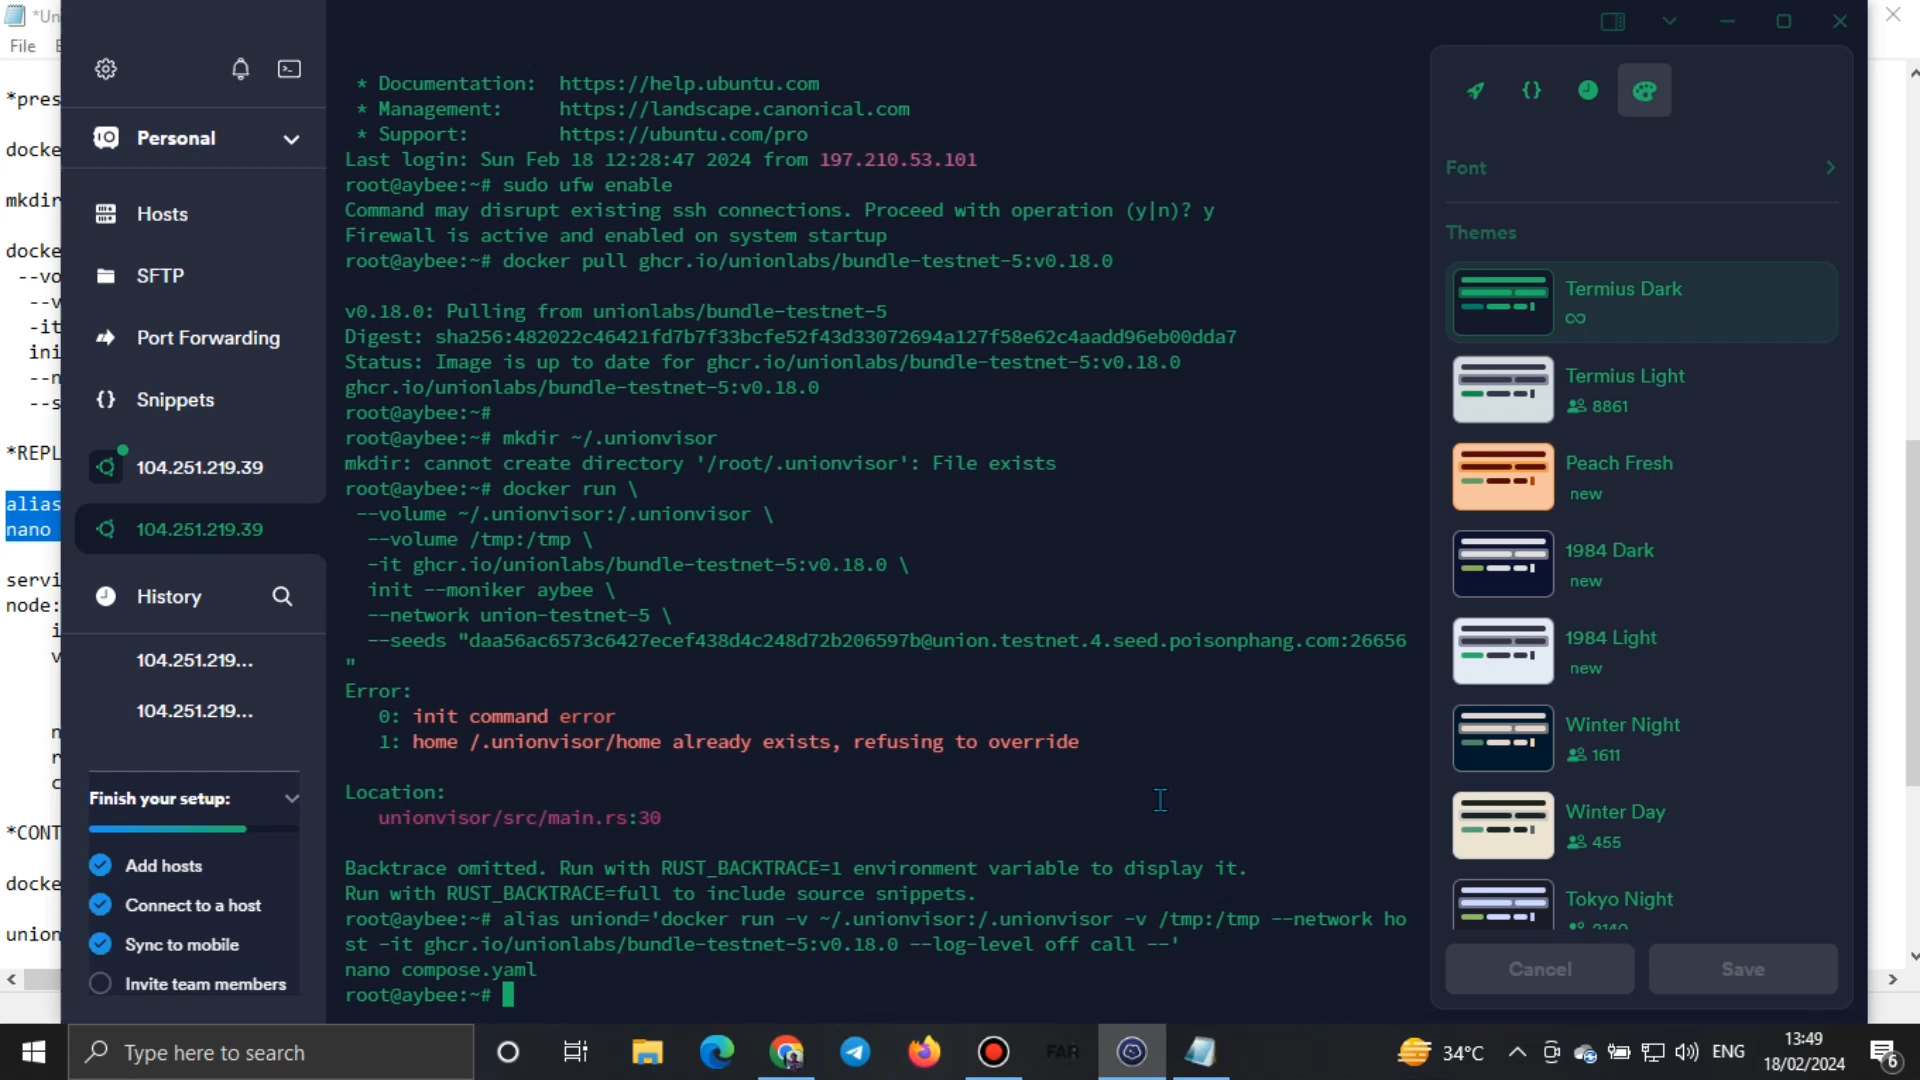 *Un
File
*pres
docke
mkdir
docke
--vo
--v
-it
ini
--n
--s
*REPL
alias
nano
servi
node:
i
v
n
r
c
*CONT
docke
union
Personal
Hosts
SFTP
Port Forwarding
Snippets
104.251.219.39
104.251.219.39
History
104.251.219...
104.251.219...
Finish your setup:
Add hosts
Connect to a host
Sync to mobile
Invite team members
* Documentation:  https://help.ubuntu.com
* Management:     https://landscape.canonical.com
* Support:        https://ubuntu.com/pro
Last login: Sun Feb 18 12:28:47 2024 from 197.210.53.101
root@aybee:~# sudo ufw enable
Command may disrupt existing ssh connections. Proceed with operation (y|n)? y
Firewall is active and enabled on system startup
root@aybee:~# docker pull ghcr.io/unionlabs/bundle-testnet-5:v0.18.0
v0.18.0: Pulling from unionlabs/bundle-testnet-5
Digest: sha256:482022c46421fd7b7f33bcfe52f43d33072694a127f58e62c4aadd96eb00dda7
Status: Image is up to date for ghcr.io/unionlabs/bundle-testnet-5:v0.18.0
ghcr.io/unionlabs/bundle-testnet-5:v0.18.0
root@aybee:~#
root@aybee:~# mkdir ~/.unionvisor
mkdir: cannot create directory '/root/.unionvisor': File exists
root@aybee:~# docker run \
--volume ~/.unionvisor:/.unionvisor \
--volume /tmp:/tmp \
-it ghcr.io/unionlabs/bundle-testnet-5:v0.18.0 \
init --moniker aybee \
--network union-testnet-5 \
--seeds "daa56ac6573c6427ecef438d4c248d72b206597b@union.testnet.4.seed.poisonphang.com:26656
"
Error:
0: init command error
1: home /.unionvisor/home already exists, refusing to override
Location:
unionvisor/src/main.rs:30
Backtrace omitted. Run with RUST_BACKTRACE=1 environment variable to display it.
Run with RUST_BACKTRACE=full to include source snippets.
root@aybee:~# alias uniond='docker run -v ~/.unionvisor:/.unionvisor -v /tmp:/tmp --network ho
st -it ghcr.io/unionlabs/bundle-testnet-5:v0.18.0 --log-level off call --'
nano compose.yaml
root@aybee:~#
Font
Themes
Termius Dark
∞
Termius Light
8861
Peach Fresh
new
1984 Dark
new
1984 Light
new
Winter Night
1611
Winter Day
455
Tokyo Night
Cancel
Save
Type here to search
FAR
34°C
ENG
13:49
18/02/2024
6